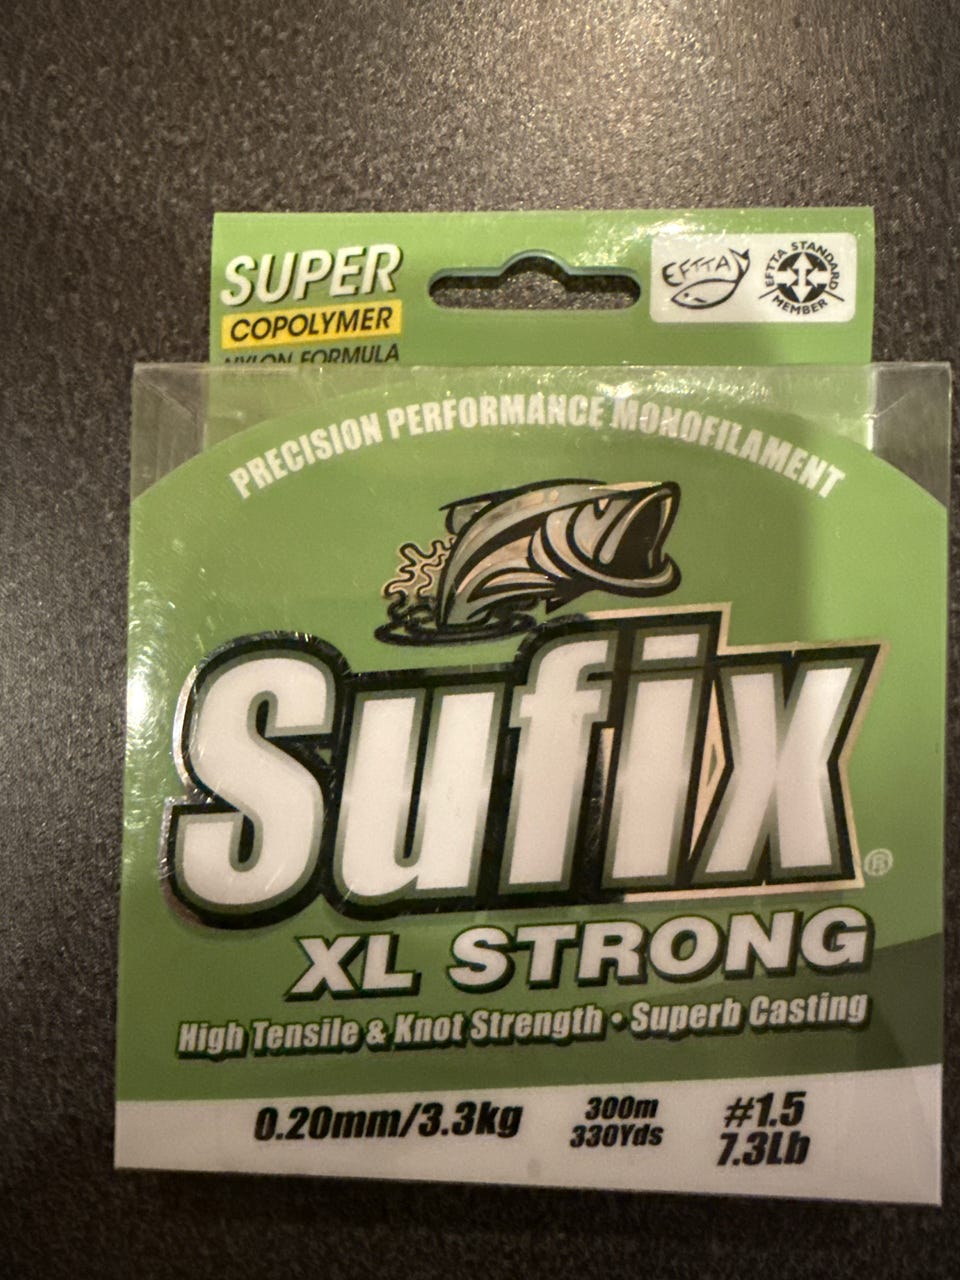 SUPER
COPOLYMER
NYLON FORMULA
EFTTA
EFTTA STANDARD
MEMBER
PRECISION PERFORMANCE MONOFILAMENT
Sufix®
XL STRONG
High Tensile & Knot Strength • Superb Casting
0.20mm/3.3kg
300m
330Yds
#1.5
7.3Lb